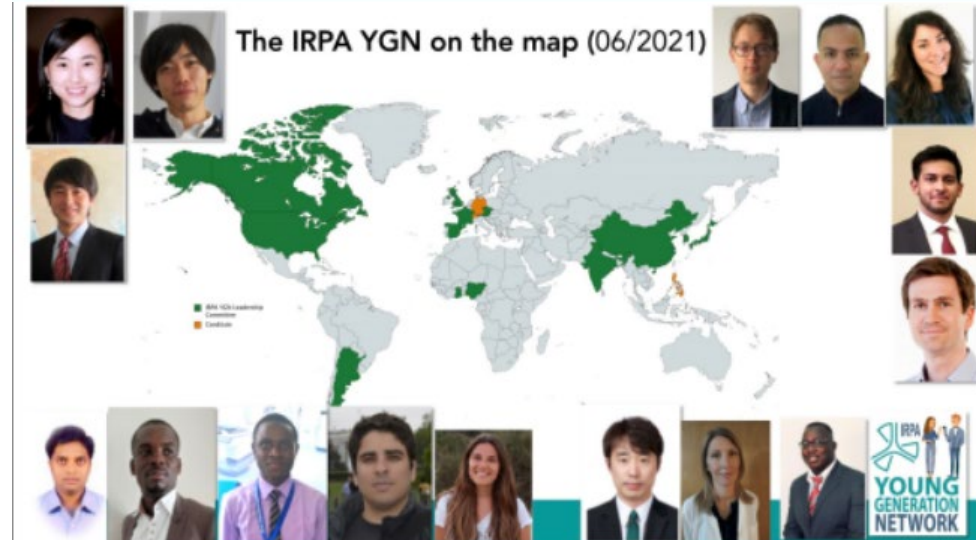 The IRPA YGN on the map (06/2021)
IRPA YGN Leadership
Committee
Candidate
IRPA
YOUNG
GENERATION
NETWORK